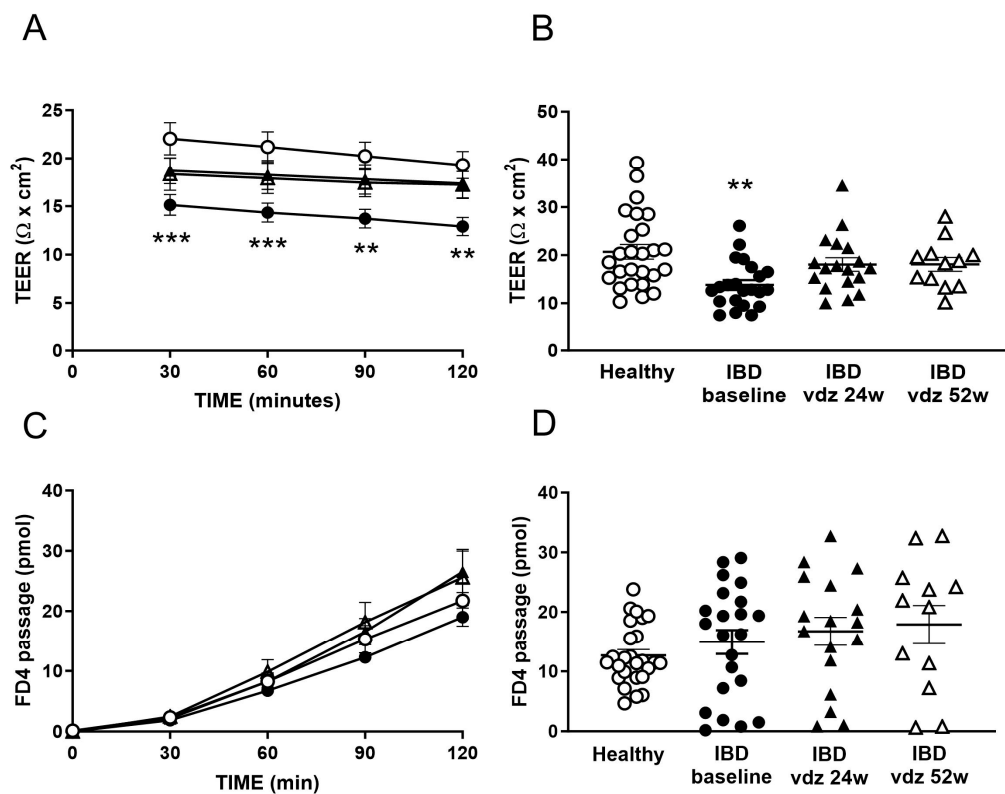 A
B
TEER (Ω x cm²)
25
20
15
10
5
0
*** *** ** **
0 30 60 90 120
TIME (minutes)
TEER (Ω x cm²)
50
40
30
20
10
0
**
Healthy IBD IBD IBD
baseline vdz 24w vdz 52w
C
D
FD4 passage (pmol)
40
30
20
10
0
0 30 60 90 120
TIME (min)
FD4 passage (pmol)
40
30
20
10
0
Healthy IBD IBD IBD
baseline vdz 24w vdz 52w